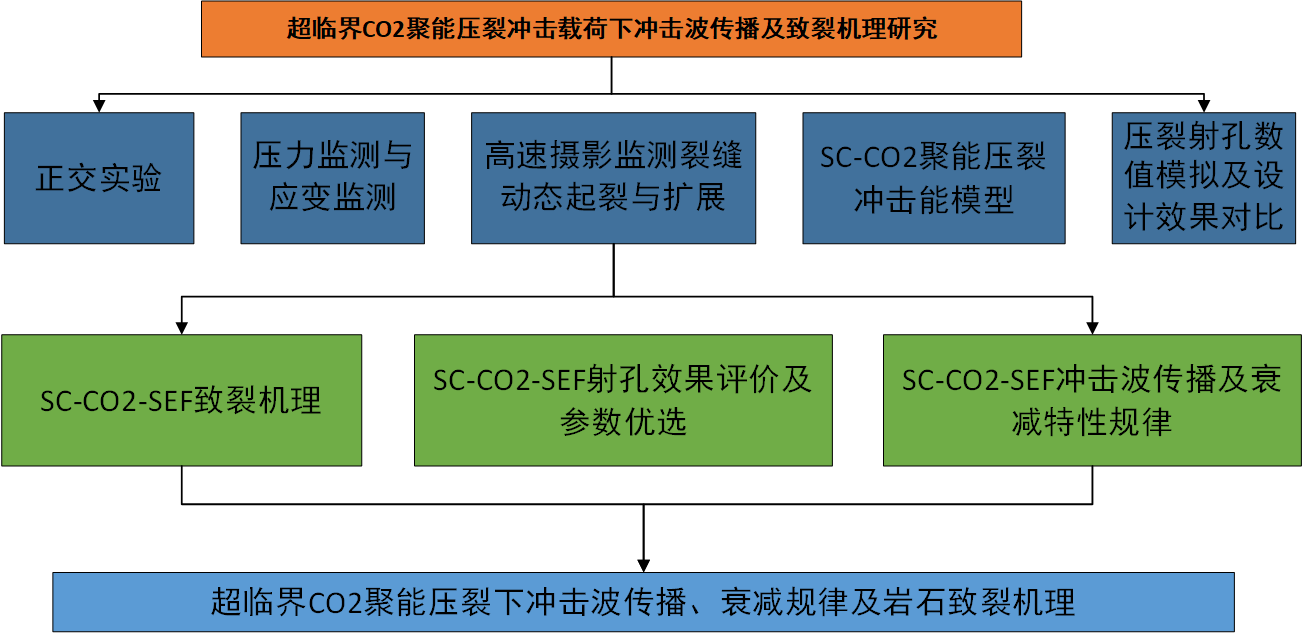 超临界CO2聚能压裂冲击载荷下冲击波传播及致裂机理研究
正交实验
压力监测与
应变监测
高速摄影监测裂缝
动态起裂与扩展
SC-CO2聚能压裂
冲击能模型
压裂射孔数
值模拟及设
计效果对比
SC-CO2-SEF致裂机理
SC-CO2-SEF射孔效果评价及
参数优选
SC-CO2-SEF冲击波传播及衰
减特性规律
超临界CO2聚能压裂下冲击波传播、衰减规律及岩石致裂机理